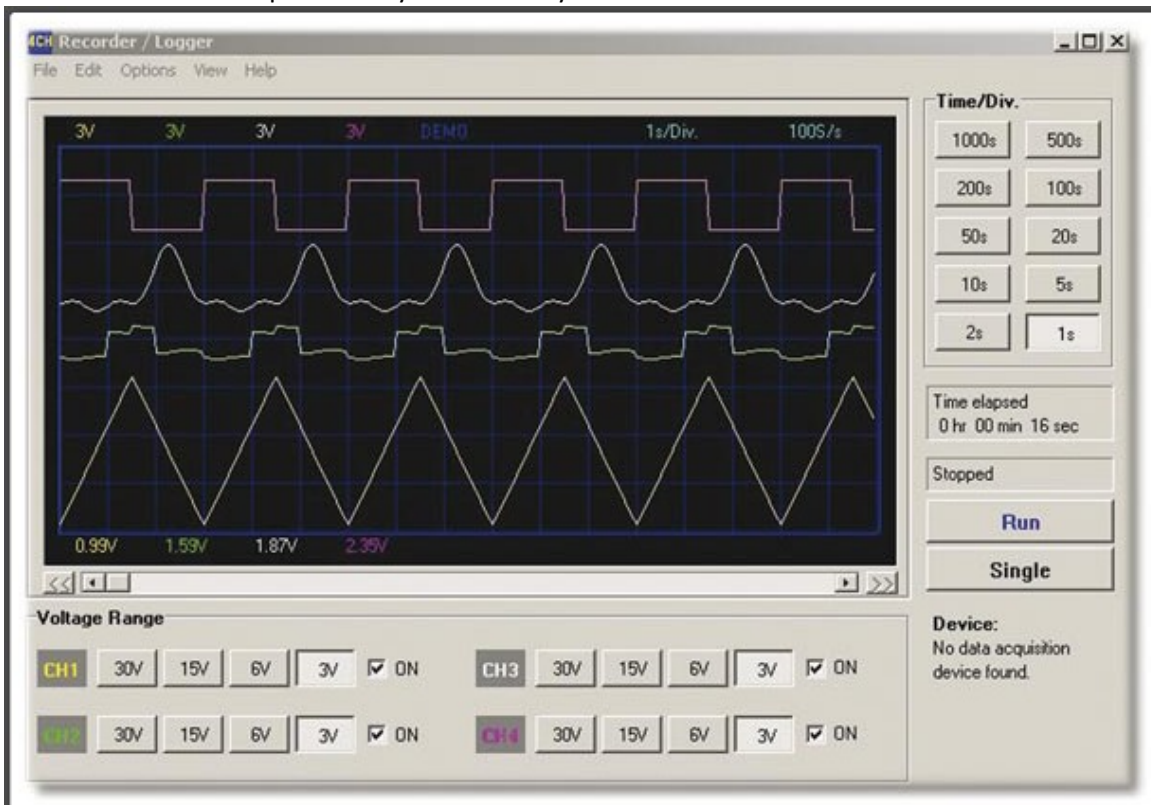 4CH Recorder / Logger
File Edit Options View Help
3V 3V 3V 3V DEMO 1s/Div. 100S/s
0.99V 1.59V 1.87V 2.35V
<< >>
Time/Div.
1000s 500s
200s 100s
50s 20s
10s 5s
2s 1s
Time elapsed
0 hr 00 min 16 sec
Stopped
Run
Single
Device:
No data acquisition
device found.
Voltage Range
CH1 30V 15V 6V 3V ON
CH3 30V 15V 6V 3V ON
CH2 30V 15V 6V 3V ON
CH4 30V 15V 6V 3V ON